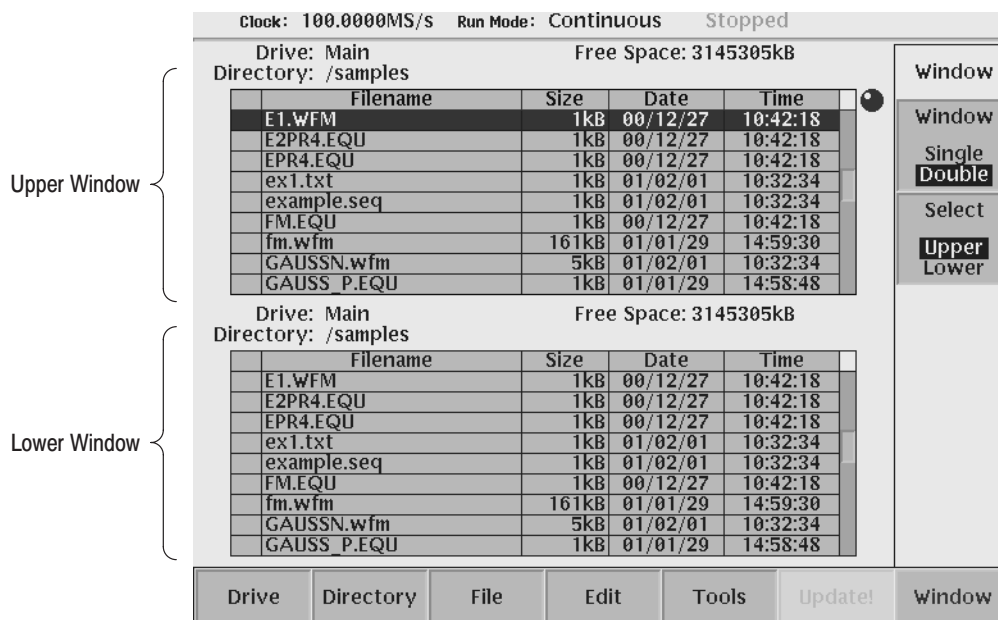 Clock: 100.0000MS/s Run Mode: Continuous Stopped
Drive: Main Free Space: 3145305kB
Directory: /samples
Filename Size Date Time
E1.WFM 1kB 00/12/27 10:42:18
E2PR4.EQU 1kB 00/12/27 10:42:18
EPR4.EQU 1kB 00/12/27 10:42:18
ex1.txt 1kB 01/02/01 10:32:34
example.seq 1kB 01/02/01 10:32:34
FM.EQU 1kB 00/12/27 10:42:18
fm.wfm 161kB 01/01/29 14:59:30
GAUSSN.wfm 5kB 01/02/01 10:32:34
GAUSS_P.EQU 1kB 01/01/29 14:58:48
Upper Window
Drive: Main Free Space: 3145305kB
Directory: /samples
Filename Size Date Time
E1.WFM 1kB 00/12/27 10:42:18
E2PR4.EQU 1kB 00/12/27 10:42:18
EPR4.EQU 1kB 00/12/27 10:42:18
ex1.txt 1kB 01/02/01 10:32:34
example.seq 1kB 01/02/01 10:32:34
FM.EQU 1kB 00/12/27 10:42:18
fm.wfm 161kB 01/01/29 14:59:30
GAUSSN.wfm 5kB 01/02/01 10:32:34
GAUSS_P.EQU 1kB 01/01/29 14:58:48
Lower Window
Window
Window
Single
Double
Select
Upper
Lower
Drive Directory File Edit Tools Update! Window